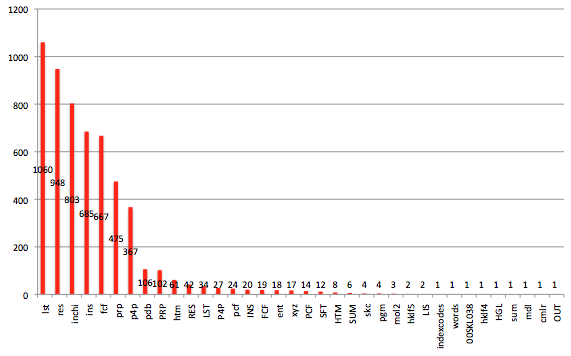 1200
1000
800
600
400
200
0
1060
948
803
685
667
475
367
106
102
61
42
34
27
24
20
19
18
17
14
12
8
6
4
4
3
2
2
1
1
1
1
1
1
1
1
1
lst
res
inchi
ins
fcf
prp
p4p
pdb
PRP
htm
RES
LST
P4P
pcf
INS
FCF
ent
xyz
PCF
SFT
HTM
SUM
skc
pgm
mol2
hklf5
LIS
indexcodes
words
00SKL038
hklf4
HGL
sum
mdl
cmlr
OUT